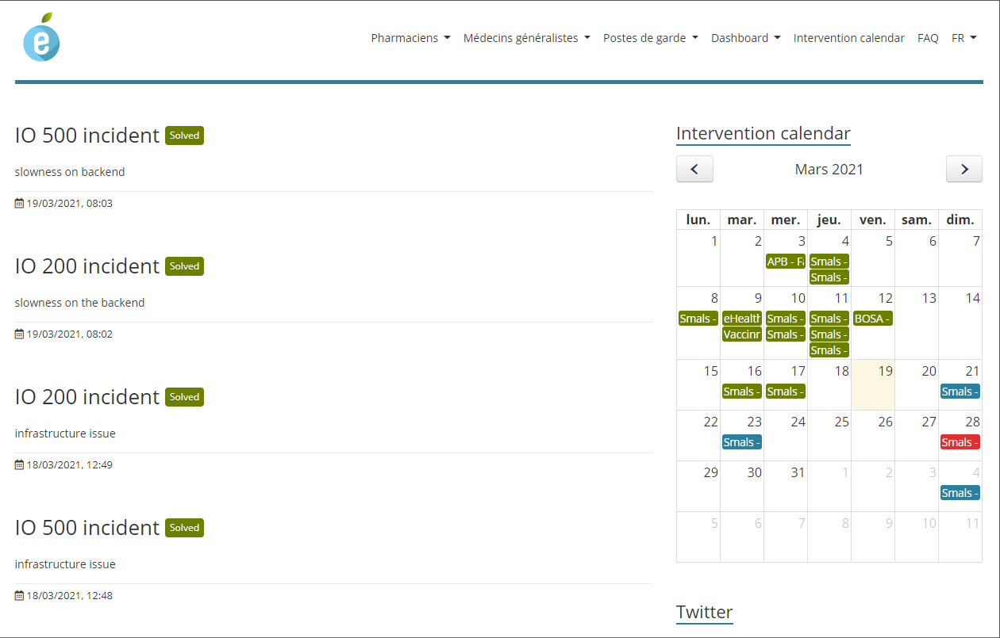 e
Pharmaciens Médecins généralistes Postes de garde Dashboard Intervention calendar FAQ FR
IO 500 incident Solved
slowness on backend
19/03/2021, 08:03
IO 200 incident Solved
slowness on the backend
19/03/2021, 08:02
IO 200 incident Solved
infrastructure issue
18/03/2021, 12:49
IO 500 incident Solved
infrastructure issue
18/03/2021, 12:48
Intervention calendar
Mars 2021
lun. mar. mer. jeu. ven. sam. dim.
1 2 3 4 5 6 7
APB - Fa Smals -
Smals -
8 9 10 11 12 13 14
Smals - eHealth Smals - Smals - BOSA -
Vaccinn Smals - Smals -
Smals -
15 16 17 18 19 20 21
Smals - Smals - Smals -
22 23 24 25 26 27 28
Smals - Smals -
29 30 31 1 2 3 4
Smals -
5 6 7 8 9 10 11
Twitter